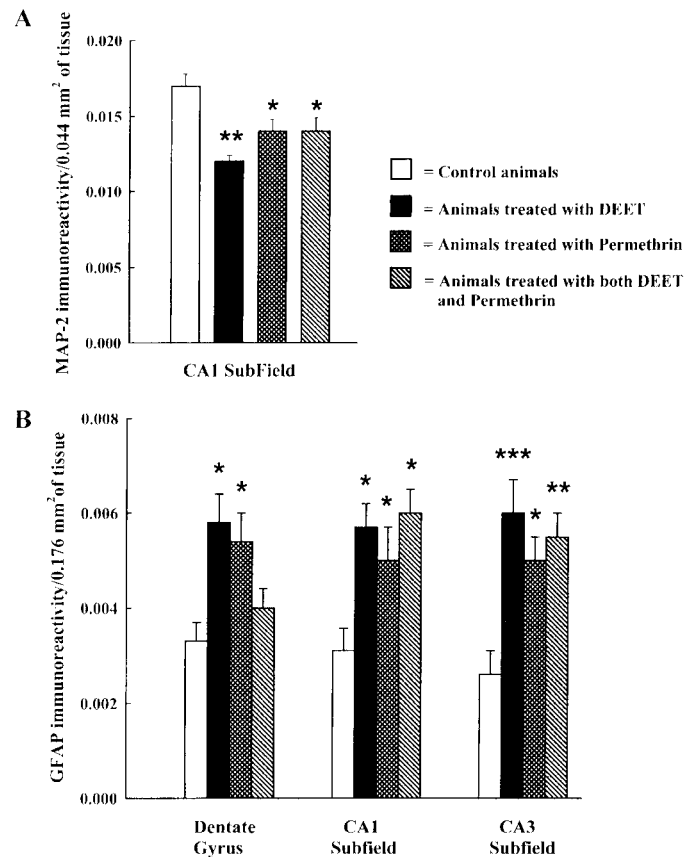 A
MAP-2 immunoreactivity/0.044 mm² of tissue
0.020
0.015
0.010
0.005
0.000
**
*
*
CA1 SubField
= Control animals
= Animals treated with DEET
= Animals treated with Permethrin
= Animals treated with both DEET
and Permethrin
B
GFAP immunoreactivity/0.176 mm² of tissue
0.008
0.006
0.004
0.002
0.000
*
*
*
*
*
***
*
**
Dentate
Gyrus
CA1
Subfield
CA3
Subfield